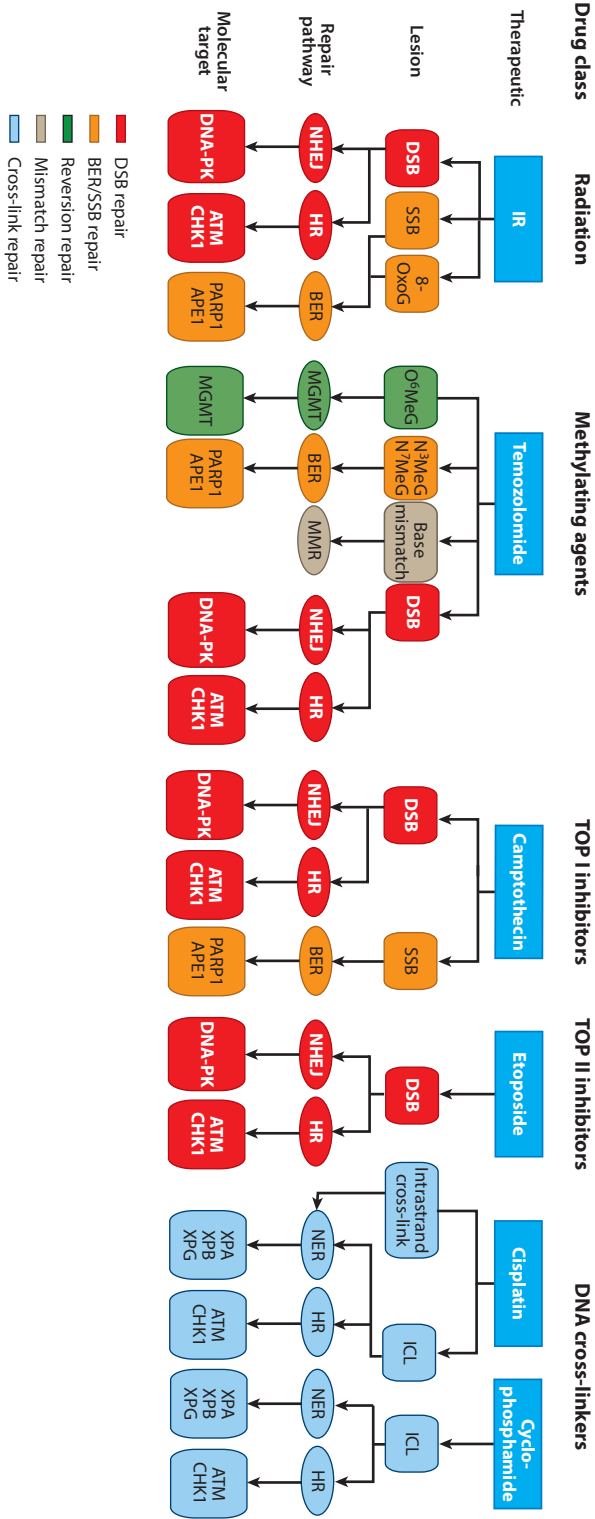 Drug class
Radiation
Methylating agents
TOP I inhibitors
TOP II inhibitors
DNA cross-linkers
Therapeutic
IR
Temozolomide
Camptothecin
Etoposide
Cisplatin
Cyclo-
phosphamide
Lesion
DSB
SSB
8-
OxoG
O⁶MeG
N³MeG
N⁷MeG
Base
mismatch
DSB
DSB
SSB
DSB
Intrastrand
cross-link
ICL
ICL
Repair
pathway
NHEJ
HR
BER
MGMT
BER
MMR
NHEJ
HR
NHEJ
HR
BER
NHEJ
HR
NER
HR
NER
HR
Molecular
target
DNA-PK
ATM
CHK1
PARP1
APE1
MGMT
PARP1
APE1
DNA-PK
ATM
CHK1
DNA-PK
ATM
CHK1
PARP1
APE1
DNA-PK
ATM
CHK1
XPA
XPB
XPG
ATM
CHK1
XPA
XPB
XPG
ATM
CHK1
DSB repair
BER/SSB repair
Reversion repair
Mismatch repair
Cross-link repair